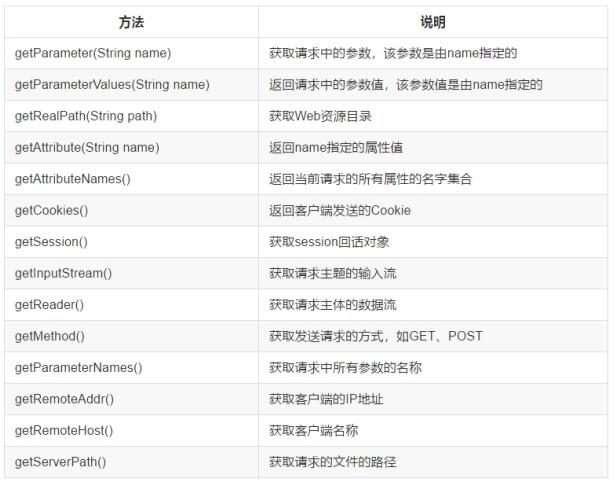 方法 说明
getParameter(String name) 获取请求中的参数，该参数是由name指定的
getParameterValues(String name) 返回请求中的参数值，该参数值是由name指定的
getRealPath(String path) 获取Web资源目录
getAttribute(String name) 返回name指定的属性值
getAttributeNames() 返回当前请求的所有属性的名字集合
getCookies() 返回客户端发送的Cookie
getSession() 获取session回话对象
getInputStream() 获取请求主题的输入流
getReader() 获取请求主体的数据流
getMethod() 获取发送请求的方式，如GET、POST
getParameterNames() 获取请求中所有参数的名称
getRemoteAddr() 获取客户端的IP地址
getRemoteHost() 获取客户端名称
getServerPath() 获取请求的文件的路径